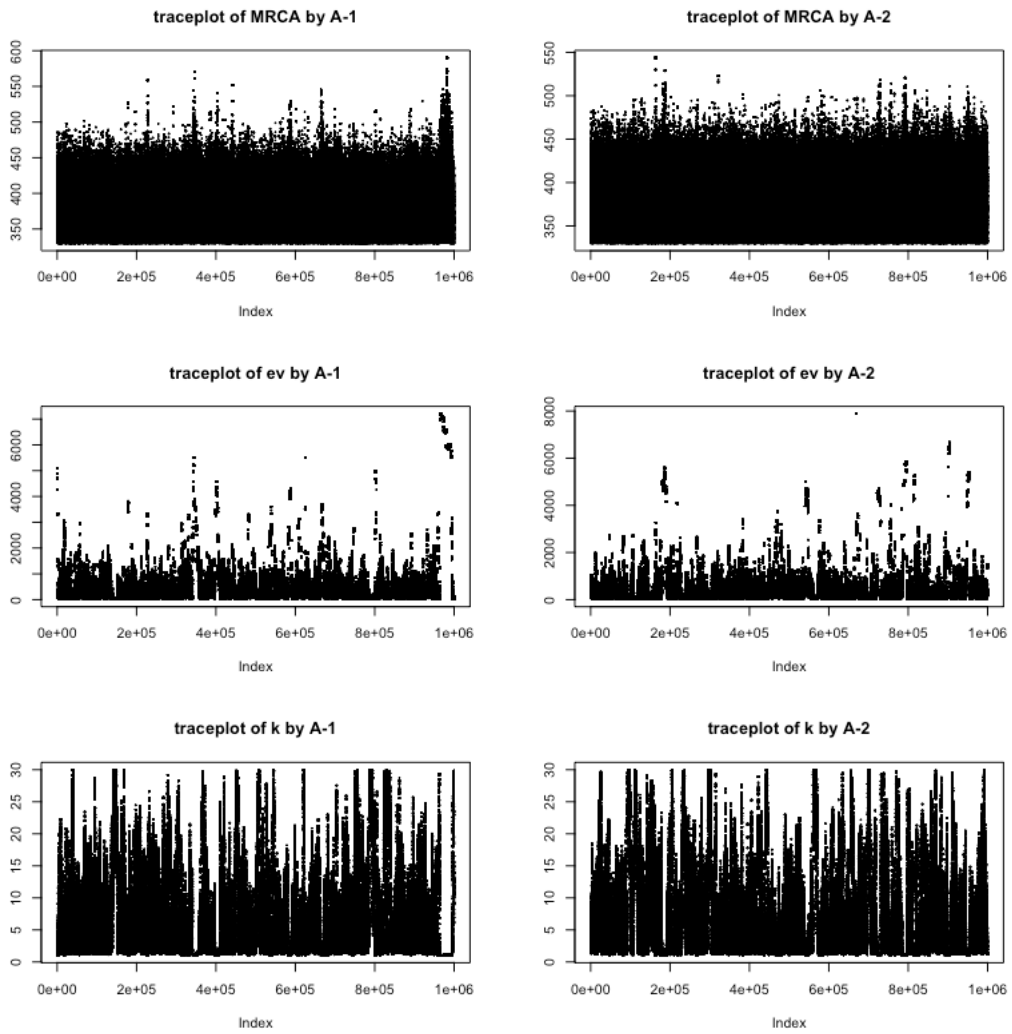 traceplot of MRCA by A-1
600
550
500
450
400
350
0e+00 2e+05 4e+05 6e+05 8e+05 1e+06
Index
traceplot of MRCA by A-2
550
500
450
400
350
0e+00 2e+05 4e+05 6e+05 8e+05 1e+06
Index
traceplot of ev by A-1
6000
4000
2000
0
0e+00 2e+05 4e+05 6e+05 8e+05 1e+06
Index
traceplot of ev by A-2
8000
6000
4000
2000
0
0e+00 2e+05 4e+05 6e+05 8e+05 1e+06
Index
traceplot of k by A-1
30
25
20
15
10
5
0
0e+00 2e+05 4e+05 6e+05 8e+05 1e+06
Index
traceplot of k by A-2
30
25
20
15
10
5
0
0e+00 2e+05 4e+05 6e+05 8e+05 1e+06
Index